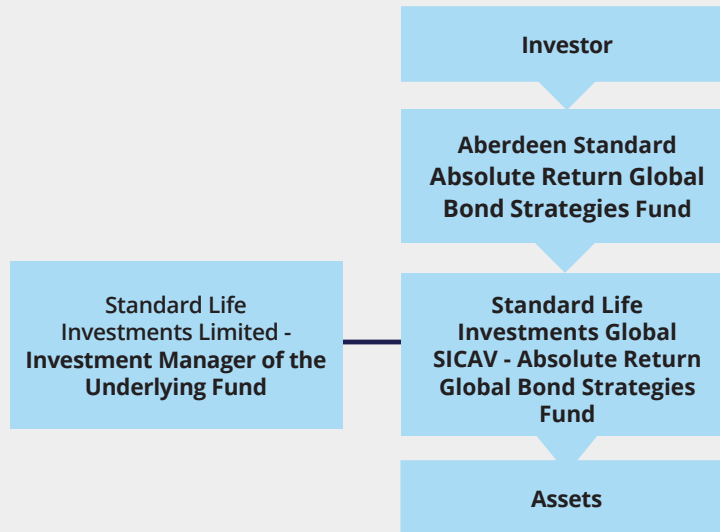 Investor
Aberdeen Standard
Absolute Return Global
Bond Strategies Fund
Standard Life
Investments Limited -
Investment Manager of the
Underlying Fund
Standard Life
Investments Global
SICAV - Absolute Return
Global Bond Strategies
Fund
Assets